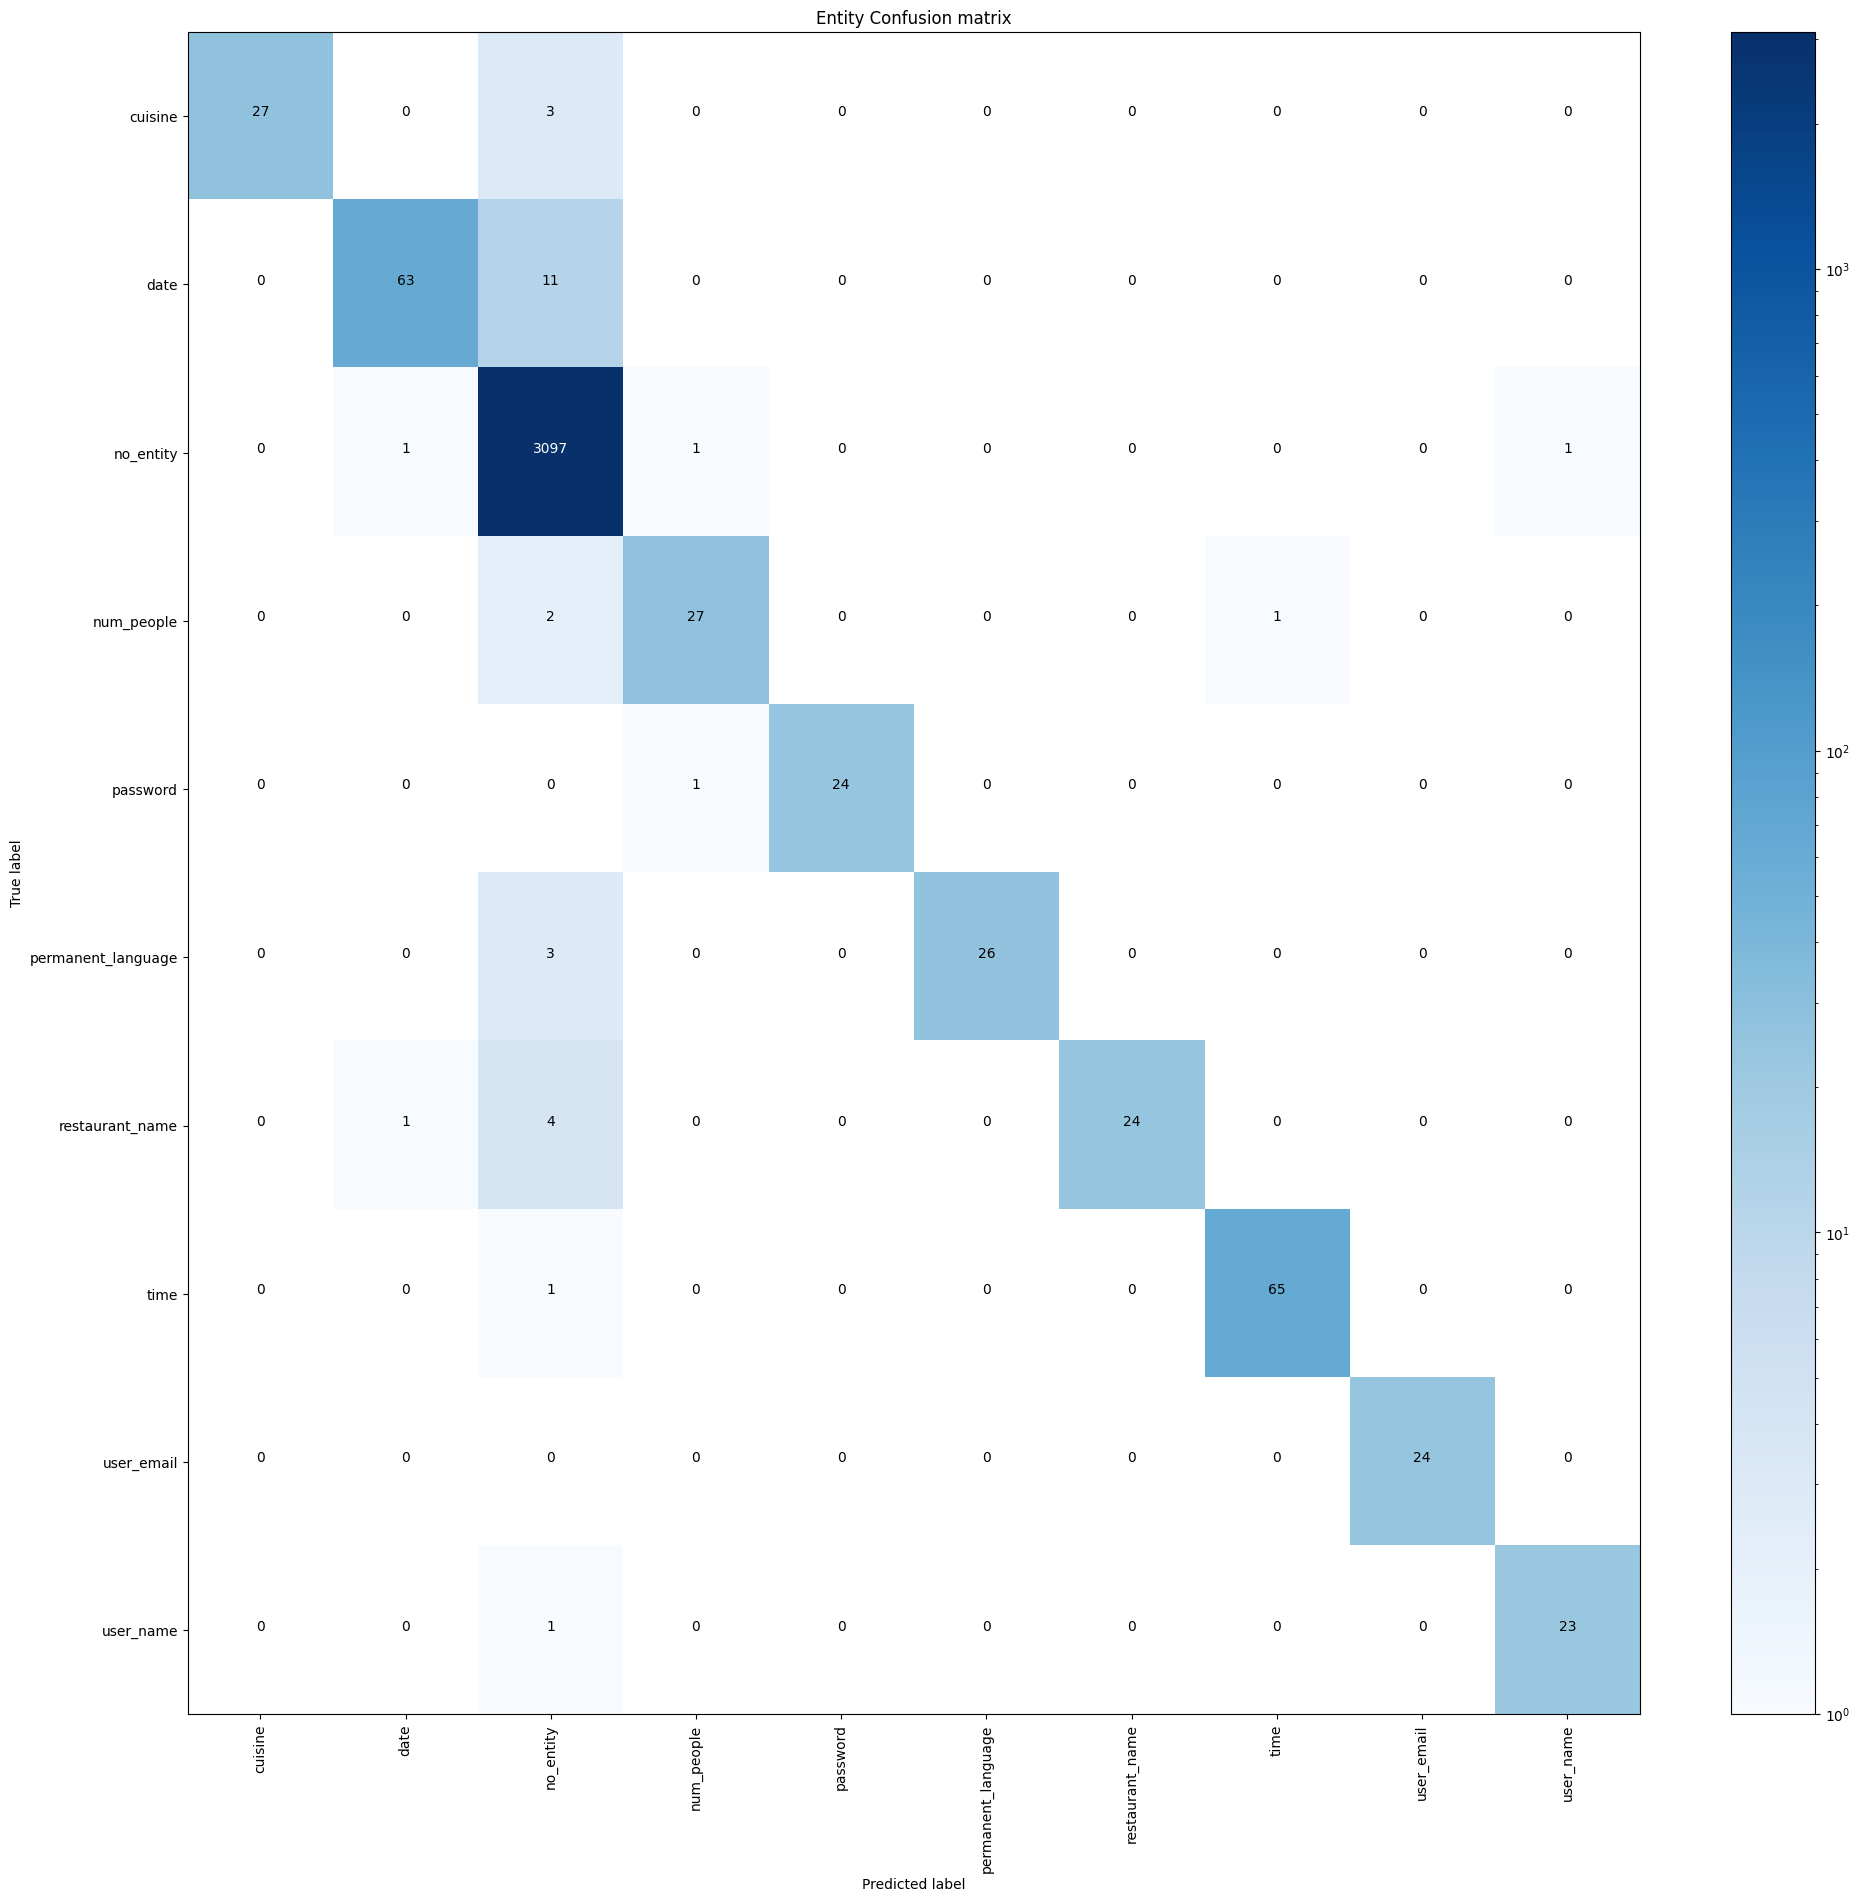 Entity Confusion matrix
cuisine 27 0 3 0 0 0 0 0 0 0
date 0 63 11 0 0 0 0 0 0 0
no_entity 0 1 3097 1 0 0 0 0 0 1
num_people 0 0 2 27 0 0 0 1 0 0
password 0 0 0 1 24 0 0 0 0 0
permanent_language 0 0 3 0 0 26 0 0 0 0
restaurant_name 0 1 4 0 0 0 24 0 0 0
time 0 0 1 0 0 0 0 65 0 0
user_email 0 0 0 0 0 0 0 0 24 0
user_name 0 0 1 0 0 0 0 0 0 23
True label
cuisine
date
no_entity
num_people
password
permanent_language
restaurant_name
time
user_email
user_name
Predicted label
10³
10²
10¹
10⁰